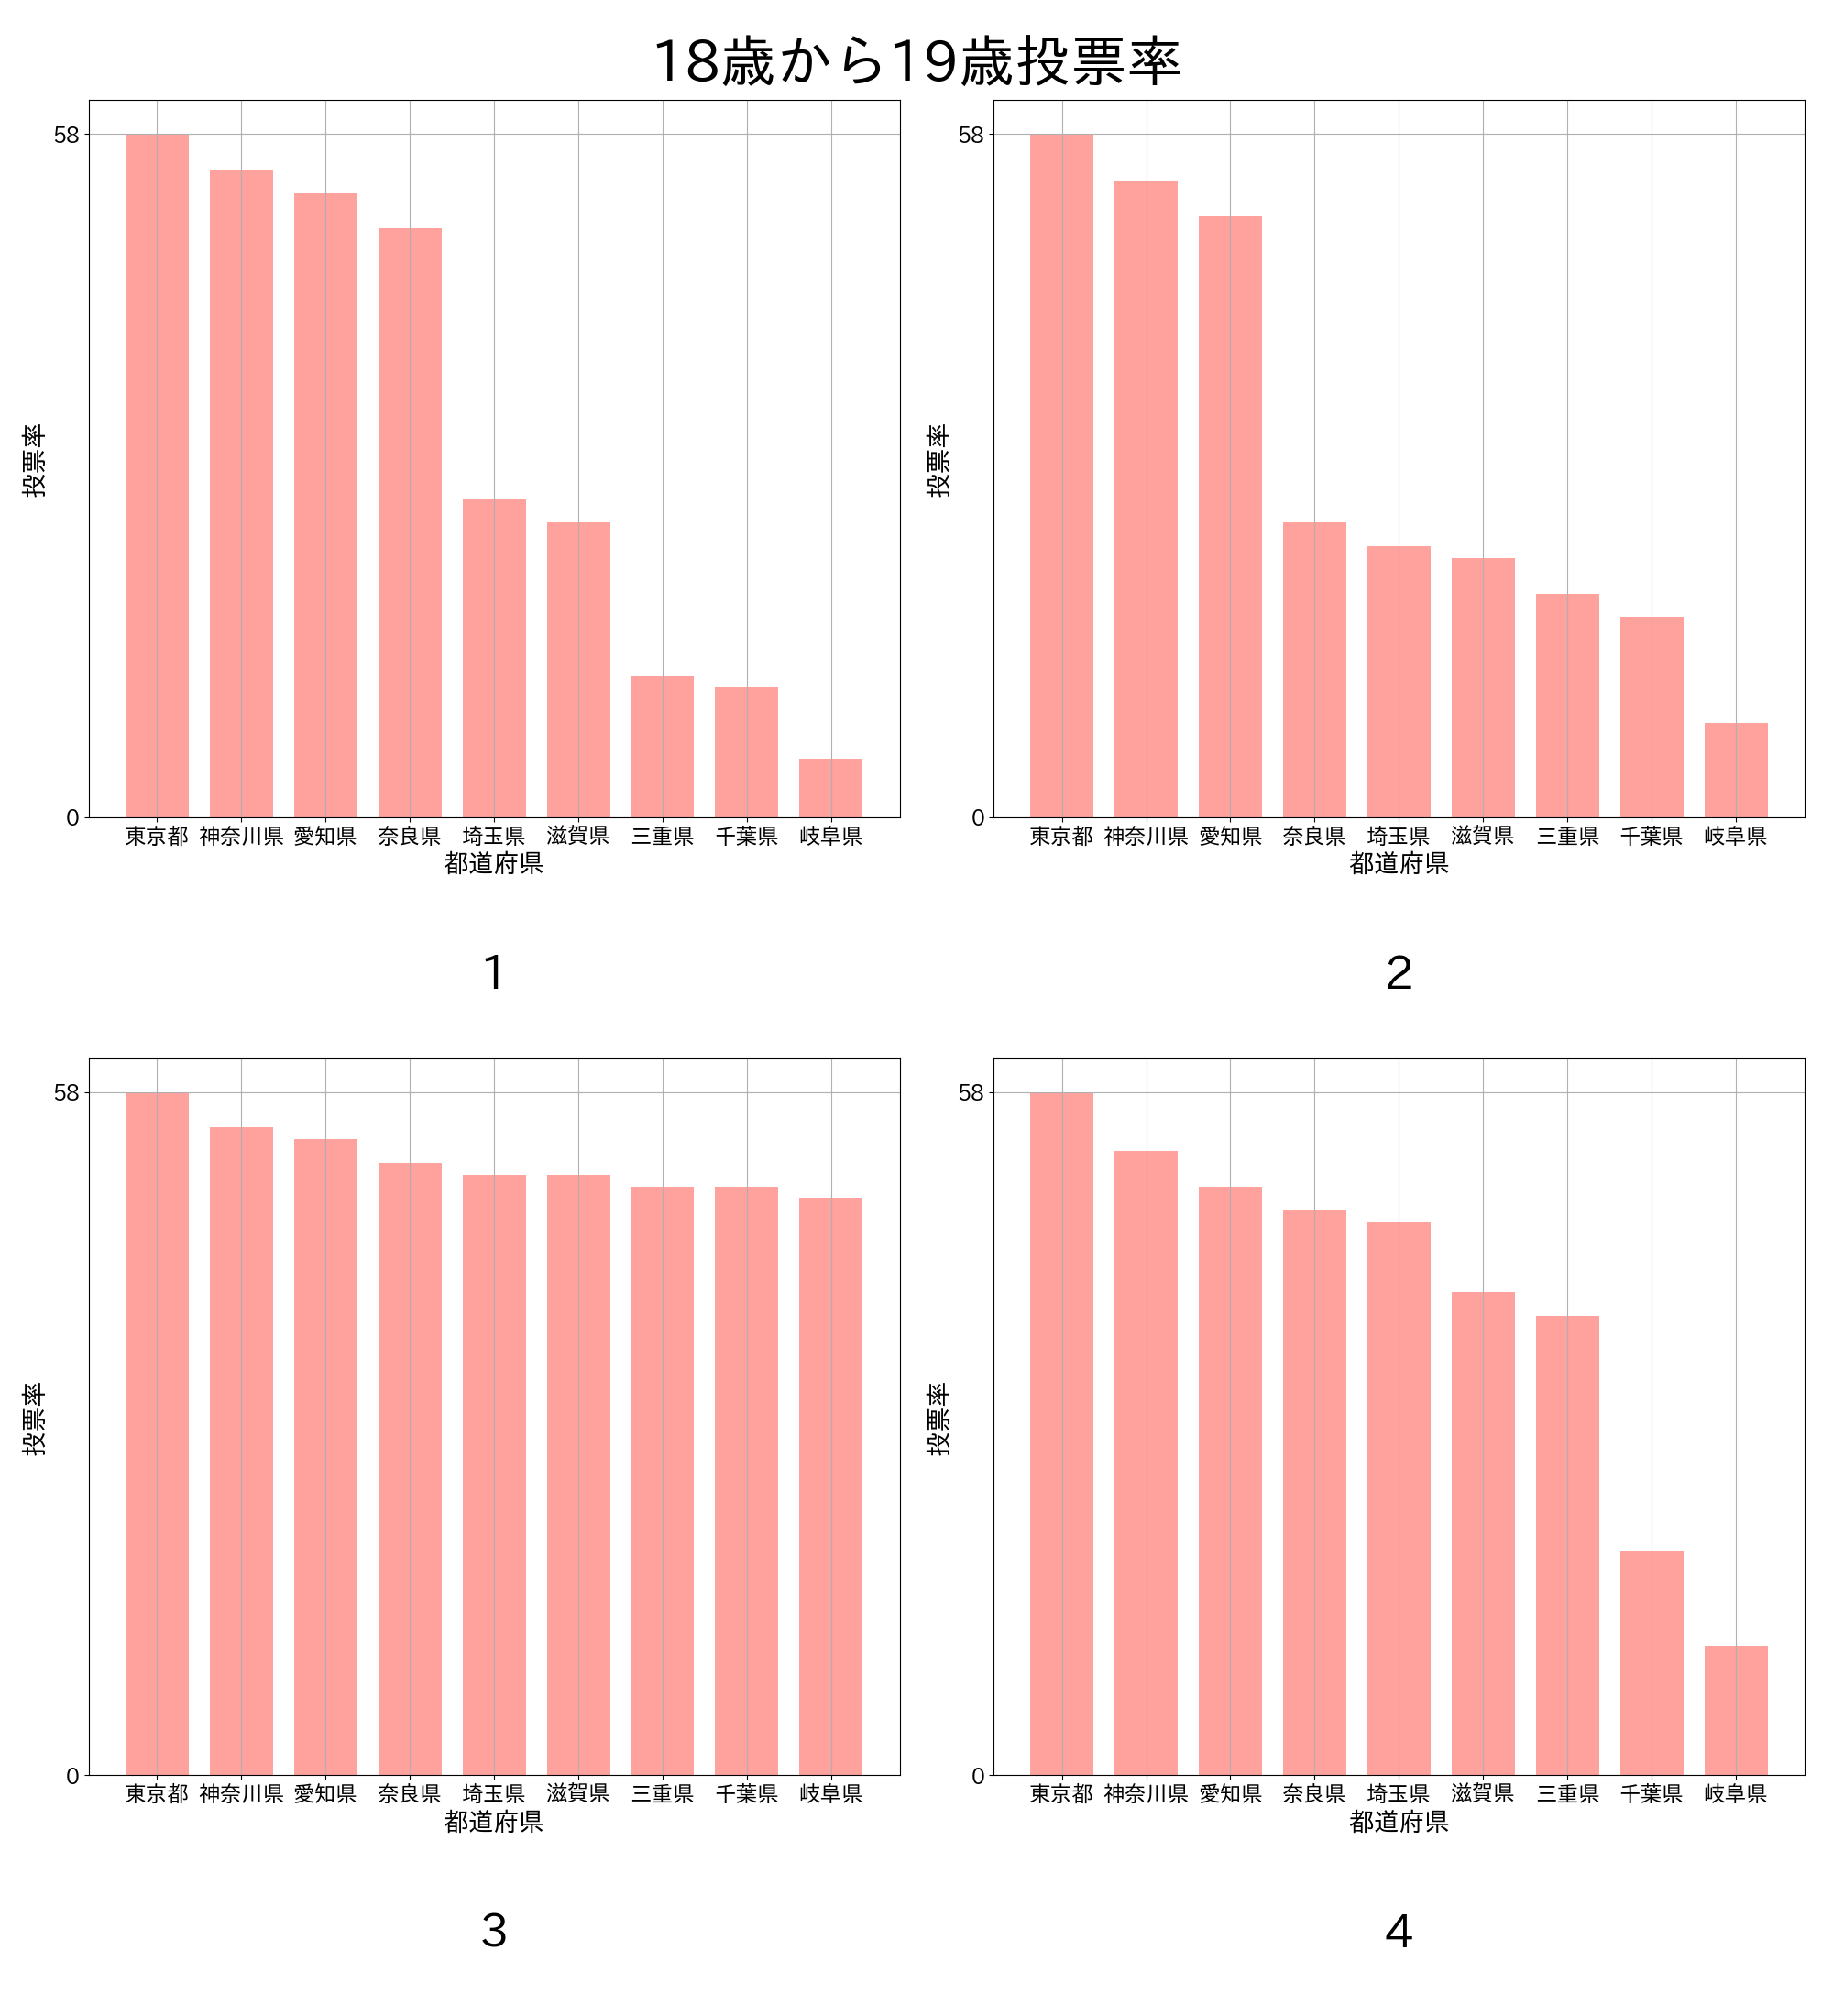 18歳から19歳投票率
58
0
投票率
東京都 神奈川県 愛知県 奈良県 埼玉県 滋賀県 三重県 千葉県 岐阜県
都道府県
1
58
0
投票率
東京都 神奈川県 愛知県 奈良県 埼玉県 滋賀県 三重県 千葉県 岐阜県
都道府県
2
58
0
投票率
東京都 神奈川県 愛知県 奈良県 埼玉県 滋賀県 三重県 千葉県 岐阜県
都道府県
3
58
0
投票率
東京都 神奈川県 愛知県 奈良県 埼玉県 滋賀県 三重県 千葉県 岐阜県
都道府県
4